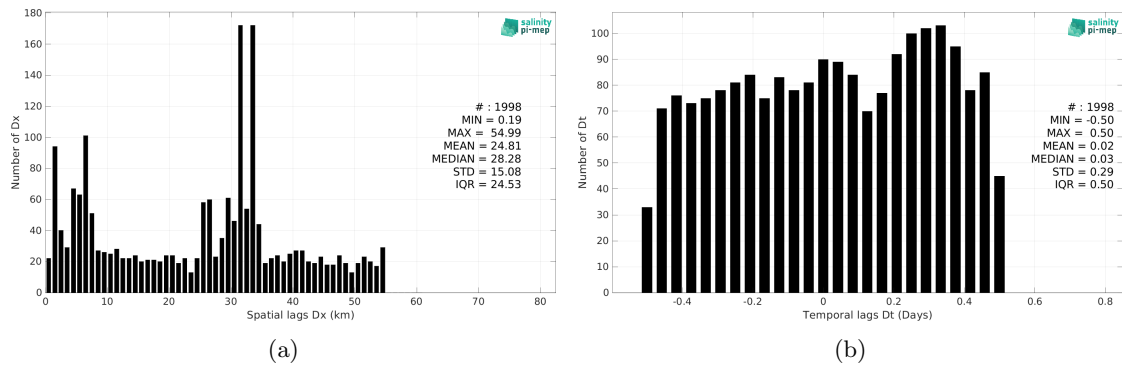 180
160
140
120
100
80
60
40
20
0
Number of Dx
0 10 20 30 40 50 60 70 80
Spatial lags Dx (km)
salinity
pi-mep
# : 1998
MIN = 0.19
MAX = 54.99
MEAN = 24.81
MEDIAN = 28.28
STD = 15.08
IQR = 24.53
(a)
100
90
80
70
60
50
40
30
20
10
0
Number of Dt
-0.4 -0.2 0 0.2 0.4 0.6 0.8
Temporal lags Dt (Days)
salinity
pi-mep
# : 1998
MIN = -0.50
MAX = 0.50
MEAN = 0.02
MEDIAN = 0.03
STD = 0.29
IQR = 0.50
(b)